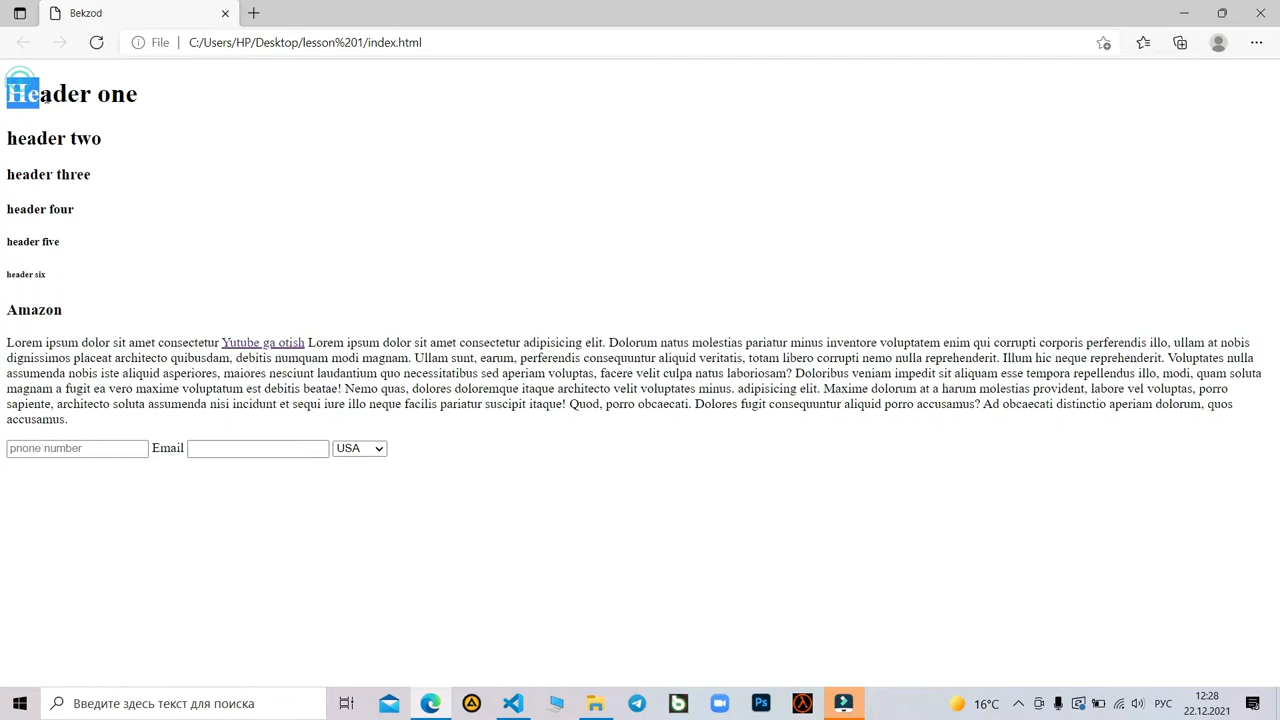 Bekzod
File
C:/Users/HP/Desktop/lesson%201/index.html
Header one
header two
header three
header four
header five
header six
Amazon
Lorem ipsum dolor sit amet consectetur Yutube ga otish Lorem ipsum dolor sit amet consectetur adipisicing elit. Dolorum natus molestias pariatur minus inventore voluptatem enim qui corrupti corporis perferendis illo, ullam at nobis
dignissimos placeat architecto quibusdam, debitis numquam modi magnam. Ullam sunt, earum, perferendis consequuntur aliquid veritatis, totam libero corrupti nemo nulla reprehenderit. Illum hic neque reprehenderit. Voluptates nulla
assumenda nobis iste aliquid asperiores, maiores nesciunt laudantium quo necessitatibus sed aperiam voluptas, facere velit culpa natus laboriosam? Doloribus veniam impedit sit aliquam esse tempora repellendus illo, modi, quam soluta
magnam a fugit ea vero maxime voluptatum est debitis beatae! Nemo quas, dolores doloremque itaque architecto velit voluptates minus. adipisicing elit. Maxime dolorum at a harum molestias provident, labore vel voluptas, porro
sapiente, architecto soluta assumenda nisi incidunt et sequi iure illo neque facilis pariatur suscipit itaque! Quod, porro obcaecati. Dolores fugit consequuntur aliquid porro accusamus? Ad obcaecati distinctio aperiam dolorum, quos
accusamus.
pnone number Email USA
Введите здесь текст для поиска
Ps
16°C
РУС
12:28
22.12.2021